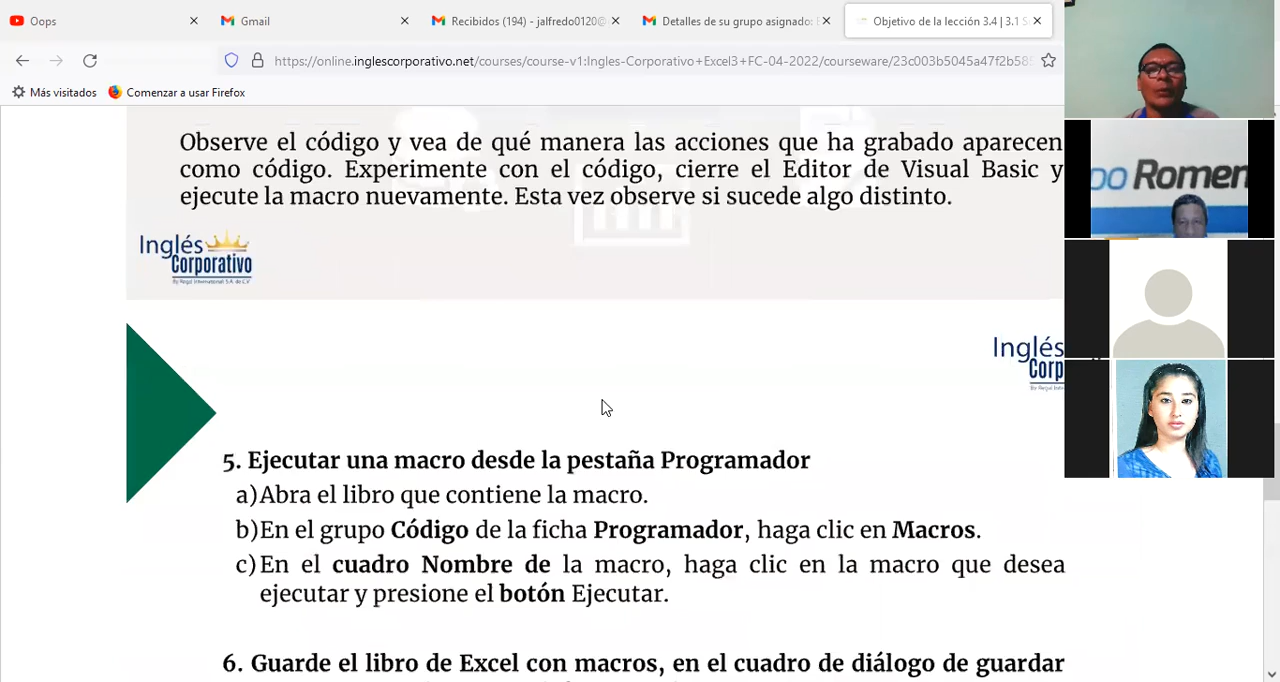 Oops
Gmail
Recibidos (194) - jalfredo0120@
Detalles de su grupo asignado:
Objetivo de la lección 3.4 | 3.1 S
https://online.inglescorporativo.net/courses/course-v1:Ingles-Corporativo+Excel3+FC-04-2022/courseware/23c003b5045a47f2b585
Más visitados
Comenzar a usar Firefox
Observe el código y vea de qué manera las acciones que ha grabado aparecen
como código. Experimente con el código, cierre el Editor de Visual Basic y
ejecute la macro nuevamente. Esta vez observe si sucede algo distinto.
Inglés
Corporativo
By Regal International S.A. de C.V
Inglés
Corp
5. Ejecutar una macro desde la pestaña Programador
a)Abra el libro que contiene la macro.
b)En el grupo Código de la ficha Programador, haga clic en Macros.
c)En el cuadro Nombre de la macro, haga clic en la macro que desea
ejecutar y presione el botón Ejecutar.
6. Guarde el libro de Excel con macros, en el cuadro de diálogo de guardar
po Romen